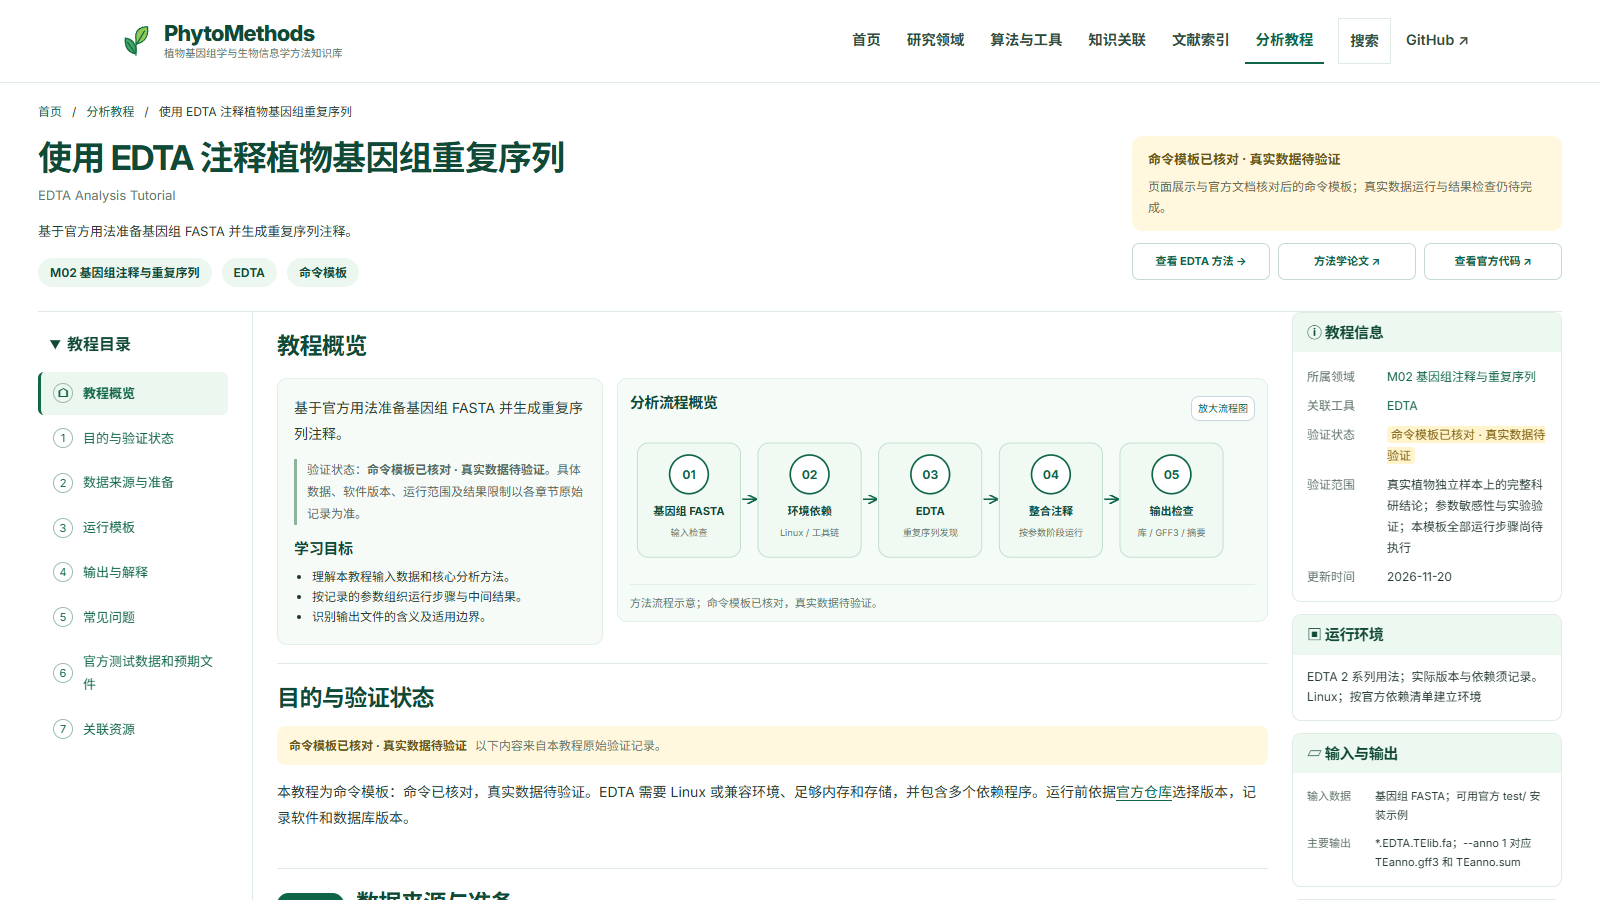 PhytoMethods
植物基因组学与生物信息学方法知识库
首页
研究领域
算法与工具
知识关联
文献索引
分析教程
搜索
GitHub ↗
首页 / 分析教程 / 使用 EDTA 注释植物基因组重复序列
使用 EDTA 注释植物基因组重复序列
EDTA Analysis Tutorial
基于官方用法准备基因组 FASTA 并生成重复序列注释。
M02 基因组注释与重复序列
EDTA
命令模板
命令模板已核对 · 真实数据待验证
页面展示与官方文档核对后的命令模板；真实数据运行与结果检查仍待完
成。
查看 EDTA 方法 →
方法学论文 ↗
查看官方代码 ↗
▼ 教程目录
教程概览
1 目的与验证状态
2 数据来源与准备
3 运行模板
4 输出与解释
5 常见问题
6 官方测试数据和预期文
件
7 关联资源
教程概览
基于官方用法准备基因组 FASTA 并生成重复序
列注释。
验证状态：命令模板已核对 · 真实数据待验证。具体
数据、软件版本、运行范围及结果限制以各章节原始
记录为准。
学习目标
• 理解本教程输入数据和核心分析方法。
• 按记录的参数组织运行步骤与中间结果。
• 识别输出文件的含义及适用边界。
分析流程概览
放大流程图
01
基因组 FASTA
输入检查
02
环境依赖
Linux / 工具链
03
EDTA
重复序列发现
04
整合注释
按参数阶段运行
05
输出检查
库 / GFF3 / 摘要
方法流程示意；命令模板已核对，真实数据待验证。
目的与验证状态
命令模板已核对 · 真实数据待验证 以下内容来自本教程原始验证记录。
本教程为命令模板：命令已核对，真实数据待验证。EDTA 需要 Linux 或兼容环境、足够内存和存储，并包含多个依赖程序。运行前依据官方仓库选择版本，记
录软件和数据库版本。
数据来源与准备
ⓘ 教程信息
所属领域 M02 基因组注释与重复序列
关联工具 EDTA
验证状态 命令模板已核对 · 真实数据待
验证
验证范围 真实植物独立样本上的完整科
研结论；参数敏感性与实验验
证；本模板全部运行步骤尚待
执行
更新时间 2026-11-20
▣ 运行环境
EDTA 2 系列用法；实际版本与依赖须记录。
Linux；按官方依赖清单建立环境
▱ 输入与输出
输入数据 基因组 FASTA；可用官方 test/ 安
装示例
主要输出 *.EDTA.TElib.fa；--anno 1 对应
TEanno.gff3 和 TEanno.sum